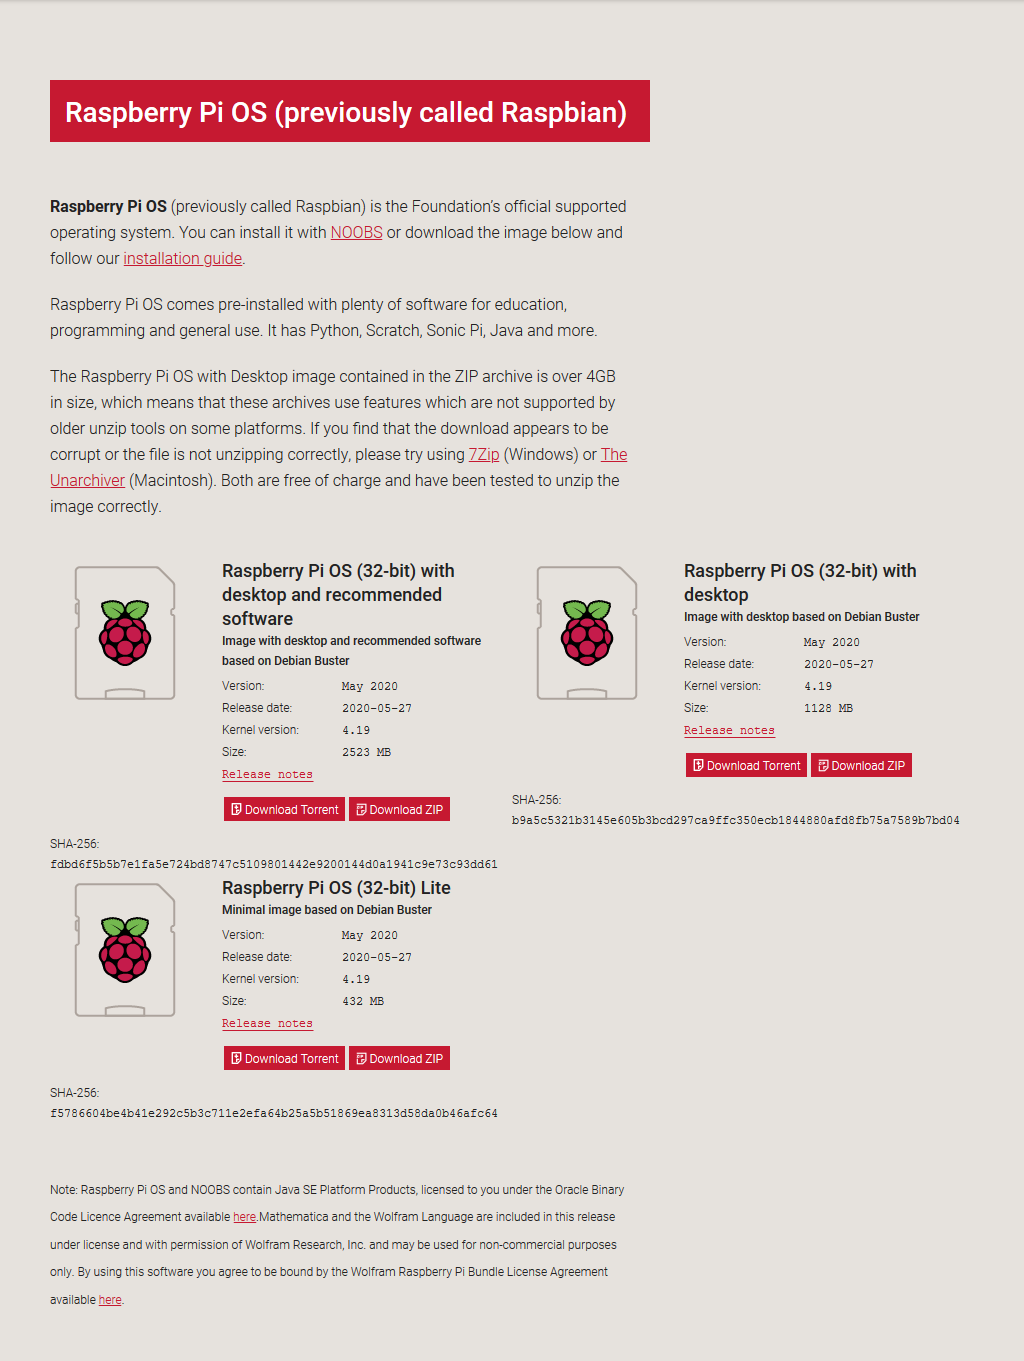 Raspberry Pi OS (previously called Raspbian)
Raspberry Pi OS (previously called Raspbian) is the Foundation's official supported
operating system. You can install it with NOOBS or download the image below and
follow our installation guide.
Raspberry Pi OS comes pre-installed with plenty of software for education,
programming and general use. It has Python, Scratch, Sonic Pi, Java and more.
The Raspberry Pi OS with Desktop image contained in the ZIP archive is over 4GB
in size, which means that these archives use features which are not supported by
older unzip tools on some platforms. If you find that the download appears to be
corrupt or the file is not unzipping correctly, please try using 7Zip (Windows) or The
Unarchiver (Macintosh). Both are free of charge and have been tested to unzip the
image correctly.
Raspberry Pi OS (32-bit) with
desktop and recommended
software
Image with desktop and recommended software
based on Debian Buster
Version: May 2020
Release date: 2020-05-27
Kernel version: 4.19
Size: 2523 MB
Release notes
Download Torrent Download ZIP
SHA-256:
fdbd6f5b5b7e1fa5e724bd8747c5109801442e9200144d0a1941c9e73c93dd61
Raspberry Pi OS (32-bit) with
desktop
Image with desktop based on Debian Buster
Version: May 2020
Release date: 2020-05-27
Kernel version: 4.19
Size: 1128 MB
Release notes
Download Torrent Download ZIP
SHA-256:
b9a5c5321b3145e605b3bcd297ca9ffc350ecb1844880afd8fb75a7589b7bd04
Raspberry Pi OS (32-bit) Lite
Minimal image based on Debian Buster
Version: May 2020
Release date: 2020-05-27
Kernel version: 4.19
Size: 432 MB
Release notes
Download Torrent Download ZIP
SHA-256:
f5786604be4b41e292c5b3c711e2efa64b25a5b51869ea8313d58da0b46afc64
Note: Raspberry Pi OS and NOOBS contain Java SE Platform Products, licensed to you under the Oracle Binary
Code Licence Agreement available here.Mathematica and the Wolfram Language are included in this release
under license and with permission of Wolfram Research, Inc. and may be used for non-commercial purposes
only. By using this software you agree to be bound by the Wolfram Raspberry Pi Bundle License Agreement
available here.